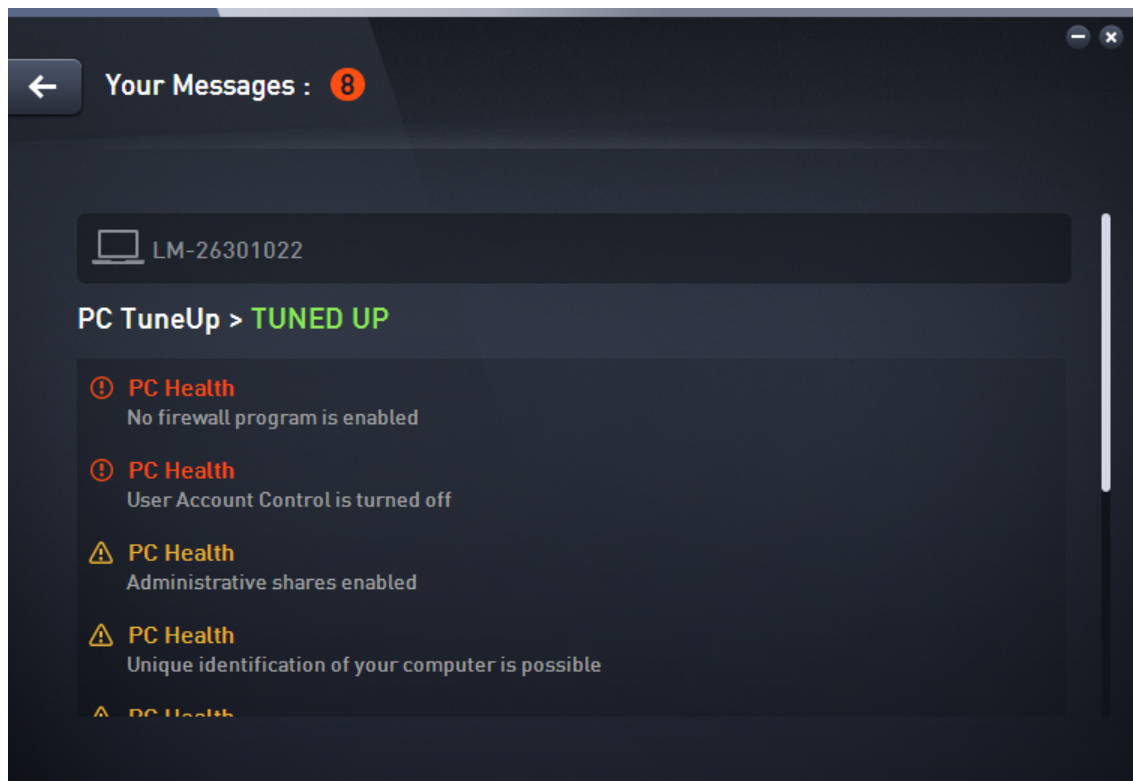 Your Messages : 8
LM-26301022
PC TuneUp > TUNED UP
PC Health
No firewall program is enabled
PC Health
User Account Control is turned off
PC Health
Administrative shares enabled
PC Health
Unique identification of your computer is possible
PC Health